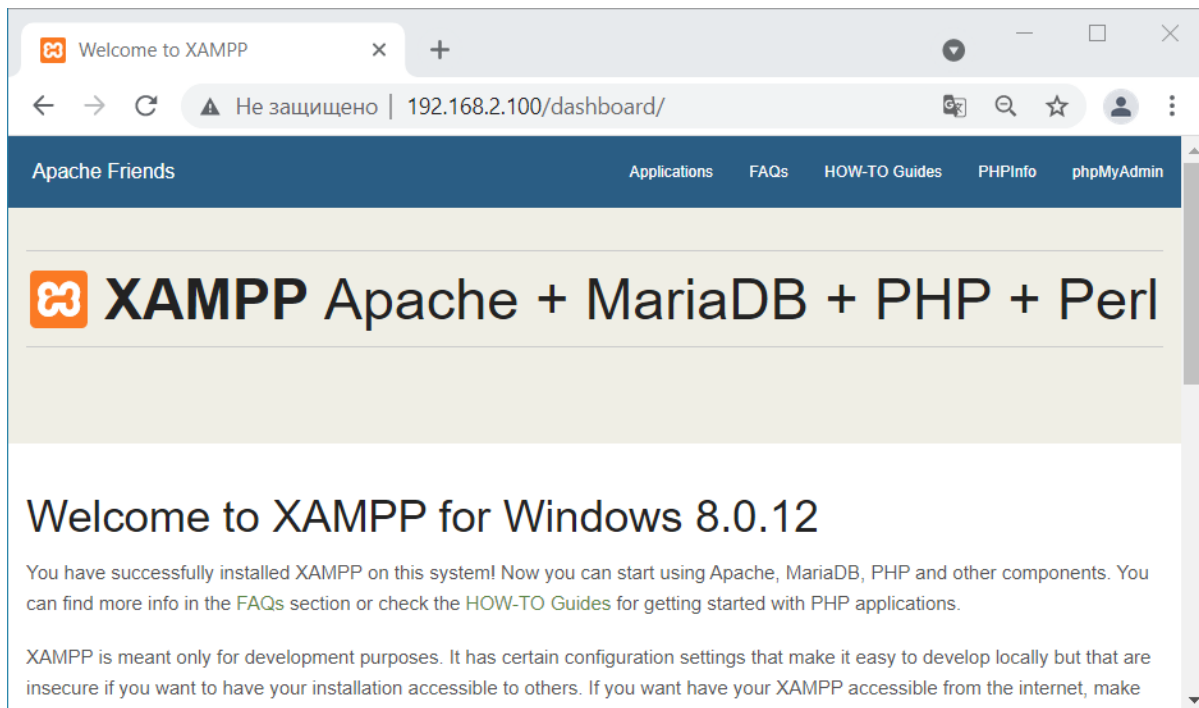 Welcome to XAMPP
Не защищено | 192.168.2.100/dashboard/
Apache Friends Applications FAQs HOW-TO Guides PHPInfo phpMyAdmin
XAMPP Apache + MariaDB + PHP + Perl
Welcome to XAMPP for Windows 8.0.12
You have successfully installed XAMPP on this system! Now you can start using Apache, MariaDB, PHP and other components. You
can find more info in the FAQs section or check the HOW-TO Guides for getting started with PHP applications.
XAMPP is meant only for development purposes. It has certain configuration settings that make it easy to develop locally but that are
insecure if you want to have your installation accessible to others. If you want have your XAMPP accessible from the internet, make